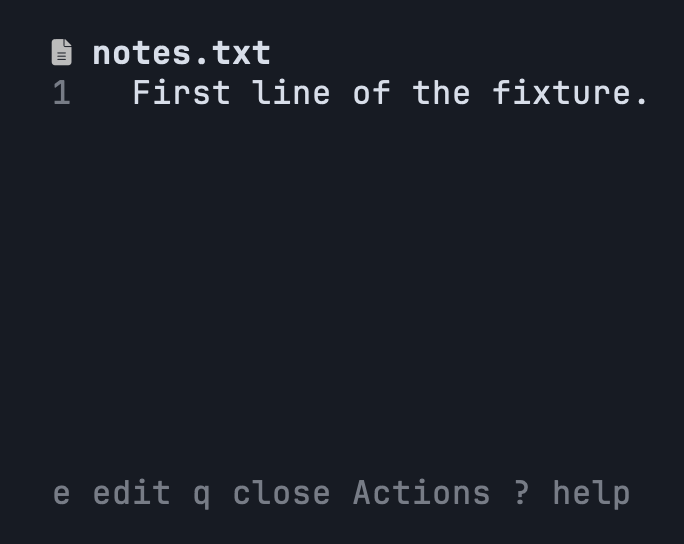 notes.txt
1 First line of the fixture.
e edit q close Actions ? help